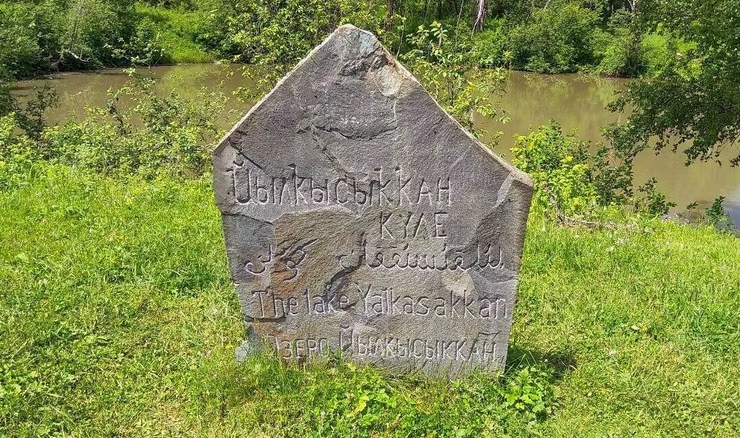 Йылкысыккан
күле
The lake Yalkasakkan
озеро Йылкысыккан